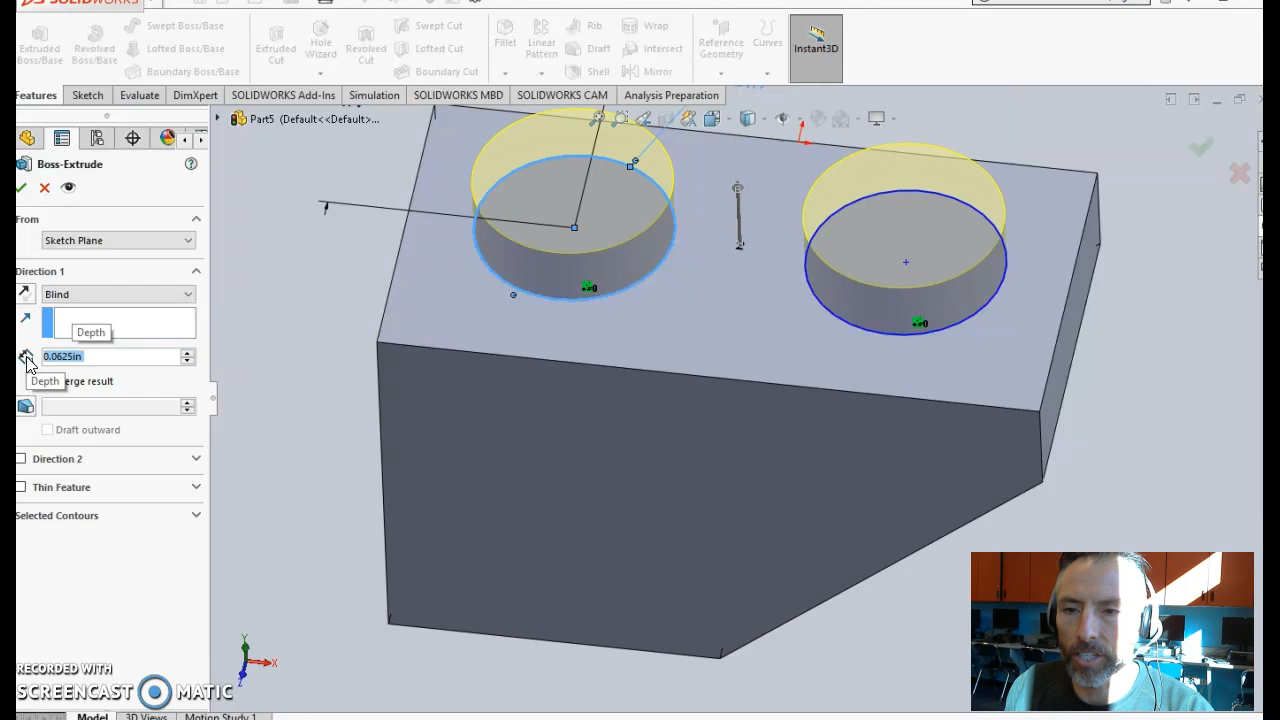 SOLIDWORKS
Swept Boss/Base
Swept Cut
Rib
Wrap
Extruded Boss/Base
Revolved Boss/Base
Lofted Boss/Base
Extruded Cut
Hole Wizard
Revolved Cut
Lofted Cut
Fillet
Linear Pattern
Draft
Intersect
Reference Geometry
Curves
Instant3D
Boundary Boss/Base
Boundary Cut
Shell
Mirror
Features
Sketch
Evaluate
DimXpert
SOLIDWORKS Add-Ins
Simulation
SOLIDWORKS MBD
SOLIDWORKS CAM
Analysis Preparation
Part5 (Default<<Default>...
Boss-Extrude
From
Sketch Plane
Direction 1
Blind
Depth
0.0625in
Depth
erge result
Draft outward
Direction 2
Thin Feature
Selected Contours
Y
X
Z
RECORDED WITH
SCREENCAST MATIC
Model
3D Views
Motion Study 1